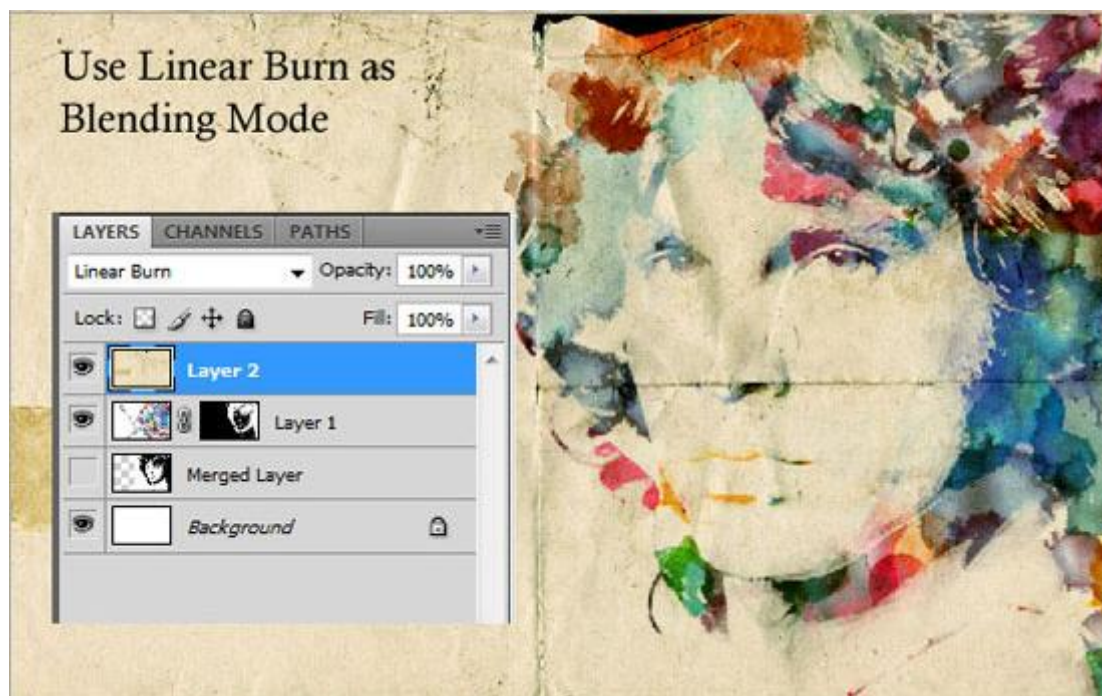 Use Linear Burn as
Blending Mode
LAYERS CHANNELS PATHS
Linear Burn Opacity: 100%
Lock: Fill: 100%
Layer 2
Layer 1
Merged Layer
Background